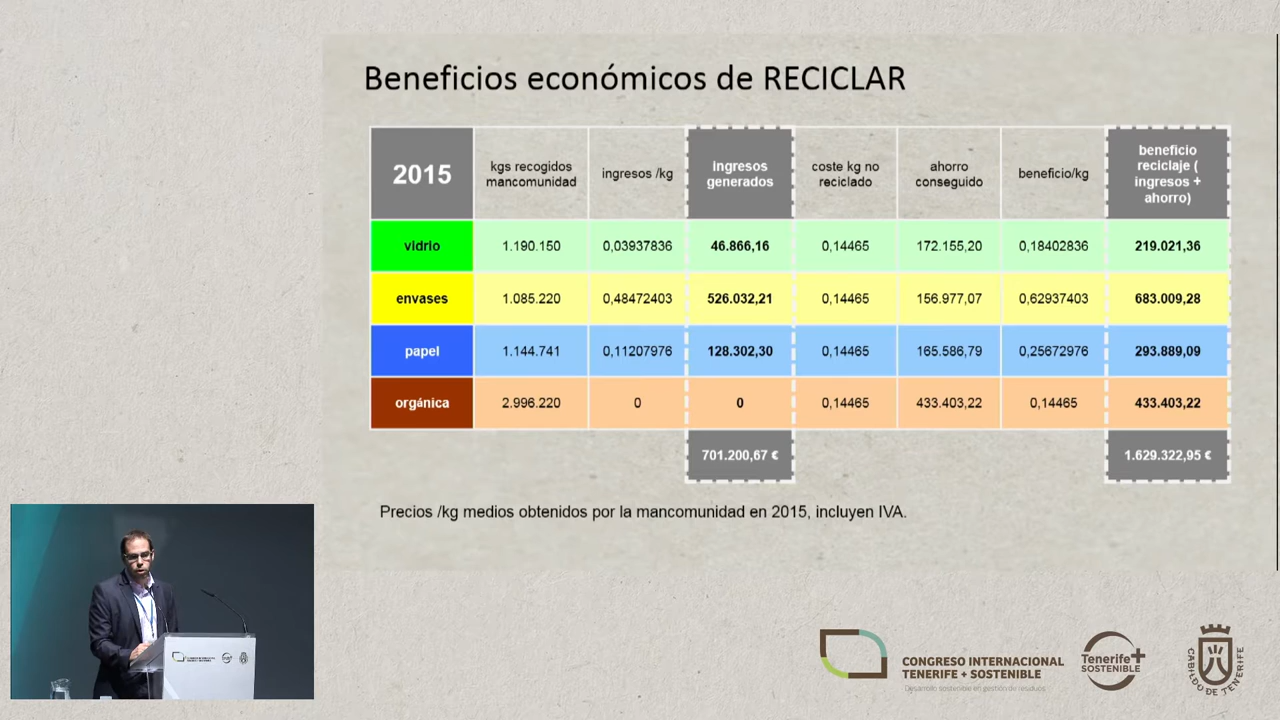 Beneficios económicos de RECICLAR
2015
kgs recogidos
mancomunidad
ingresos /kg
Ingresos
generados
coste kg no
reciclado
ahorro
conseguido
beneficio/kg
beneficio
reciclaje (
ingresos +
ahorro)
vidrio 1.190.150 0,03937836 46.866,16 0,14465 172.155,20 0,18402836 219.021,36
envases 1.085.220 0,48472403 526.032,21 0,14465 156.977,07 0,62937403 683.009,28
papel 1.144.741 0,11207976 128.302,30 0,14465 165.586,79 0,25672976 293.889,09
orgánica 2.996.220 0 0 0,14465 433.403,22 0,14465 433.403,22
701.200,67 € 1.629.322,95 €
Precios /kg medios obtenidos por la mancomunidad en 2015, incluyen IVA.
CONGRESO INTERNACIONAL
TENERIFE + SOSTENIBLE
Desarrollo sostenible en gestión de residuos
Tenerife+
SOSTENIBLE
CABILDO DE TENERIFE